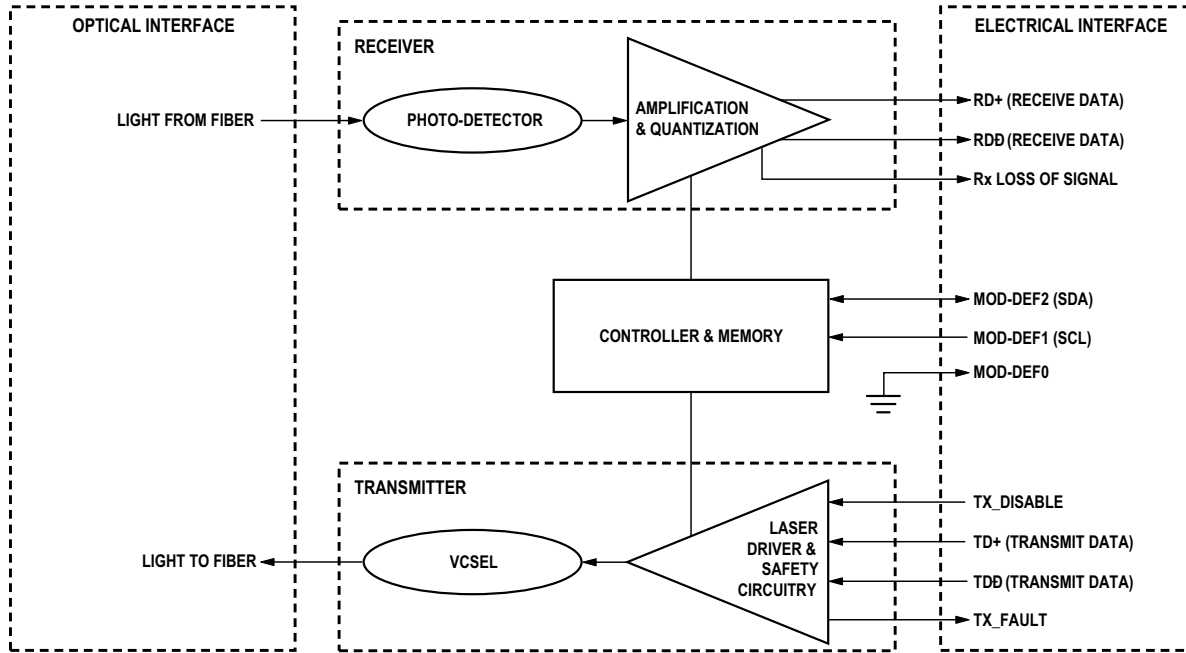 OPTICAL INTERFACE
LIGHT FROM FIBER
LIGHT TO FIBER
RECEIVER
PHOTO-DETECTOR
AMPLIFICATION
& QUANTIZATION
CONTROLLER & MEMORY
TRANSMITTER
VCSEL
LASER
DRIVER &
SAFETY
CIRCUITRY
ELECTRICAL INTERFACE
RD+ (RECEIVE DATA)
RDĐ (RECEIVE DATA)
Rx LOSS OF SIGNAL
MOD-DEF2 (SDA)
MOD-DEF1 (SCL)
MOD-DEF0
TX_DISABLE
TD+ (TRANSMIT DATA)
TDĐ (TRANSMIT DATA)
TX_FAULT